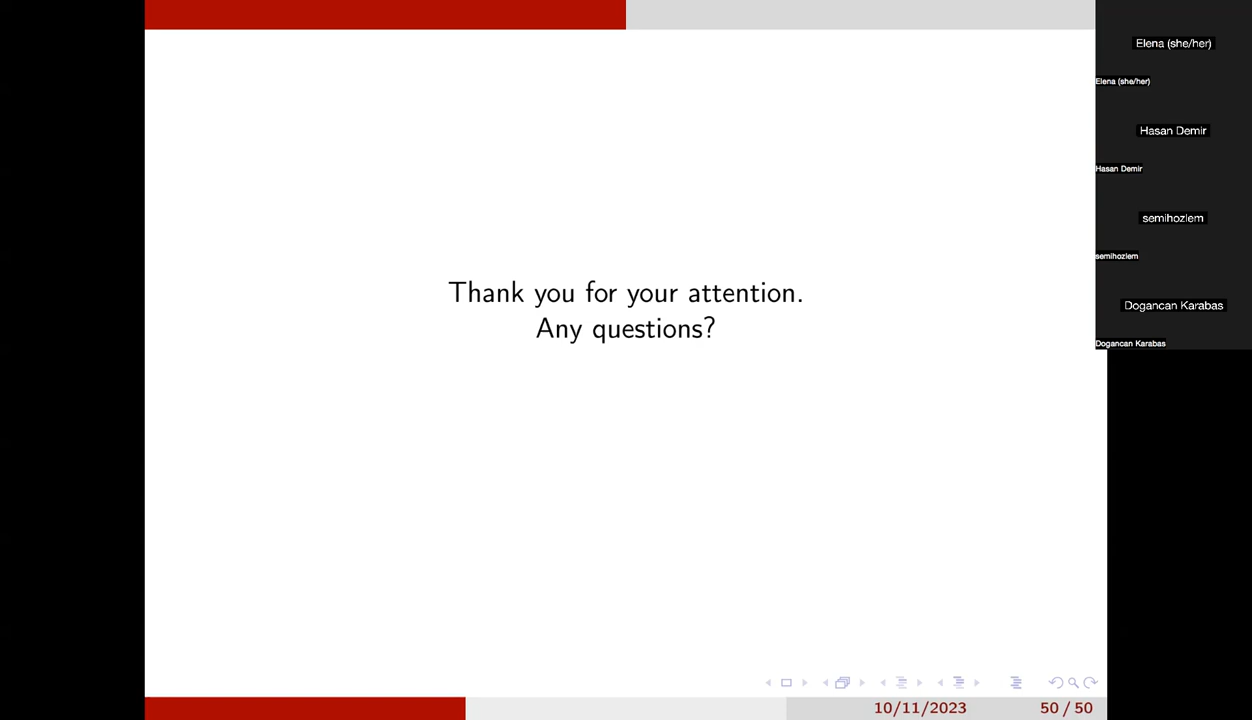 Thank you for your attention.
Any questions?
10/11/2023 50 / 50
Elena (she/her)
Elena (she/her)
Hasan Demir
Hasan Demir
semihozlem
semihozlem
Dogancan Karabas
Dogancan Karabas